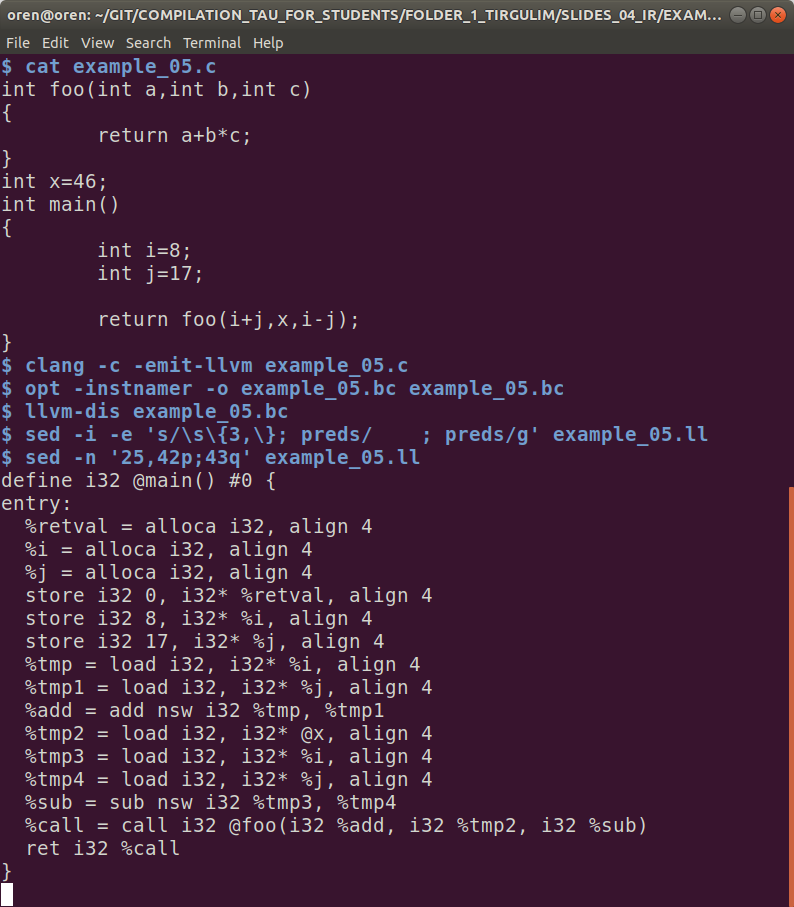 oren@oren: ~/GIT/COMPILATION_TAU_FOR_STUDENTS/FOLDER_1_TIRGULIM/SLIDES_04_IR/EXAM...
File Edit View Search Terminal Help
$ cat example_05.c
int foo(int a,int b,int c)
{
        return a+b*c;
}
int x=46;
int main()
{
        int i=8;
        int j=17;

        return foo(i+j,x,i-j);
}
$ clang -c -emit-llvm example_05.c
$ opt -instnamer -o example_05.bc example_05.bc
$ llvm-dis example_05.bc
$ sed -i -e 's/\s\{3,\}; preds/    ; preds/g' example_05.ll
$ sed -n '25,42p;43q' example_05.ll
define i32 @main() #0 {
entry:
  %retval = alloca i32, align 4
  %i = alloca i32, align 4
  %j = alloca i32, align 4
  store i32 0, i32* %retval, align 4
  store i32 8, i32* %i, align 4
  store i32 17, i32* %j, align 4
  %tmp = load i32, i32* %i, align 4
  %tmp1 = load i32, i32* %j, align 4
  %add = add nsw i32 %tmp, %tmp1
  %tmp2 = load i32, i32* @x, align 4
  %tmp3 = load i32, i32* %i, align 4
  %tmp4 = load i32, i32* %j, align 4
  %sub = sub nsw i32 %tmp3, %tmp4
  %call = call i32 @foo(i32 %add, i32 %tmp2, i32 %sub)
  ret i32 %call
}